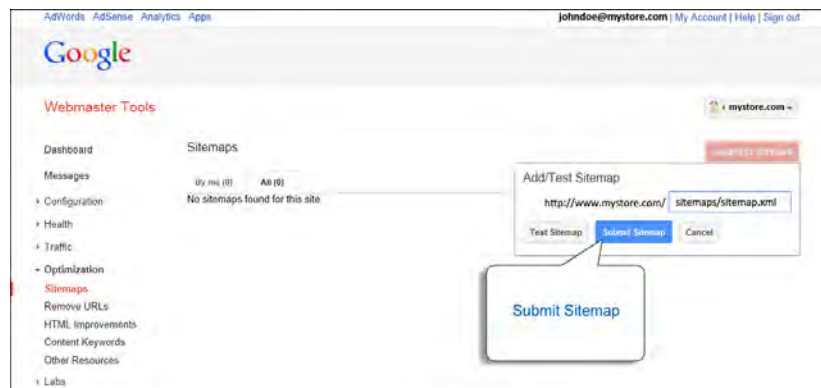 AdWords AdSense Analytics Apps
johndoe@mystore.com | My Account | Help | Sign out
Google
Webmaster Tools
mystore.com
Dashboard
Sitemaps
Messages
By me (0) All (0)
Add/Test Sitemap
Configuration
No sitemaps found for this site
http://www.mystore.com/ sitemaps/sitemap.xml
Health
Test Sitemap Submit Sitemap Cancel
Traffic
Optimization
Sitemaps
Submit Sitemap
Remove URLs
HTML Improvements
Content Keywords
Other Resources
Labs